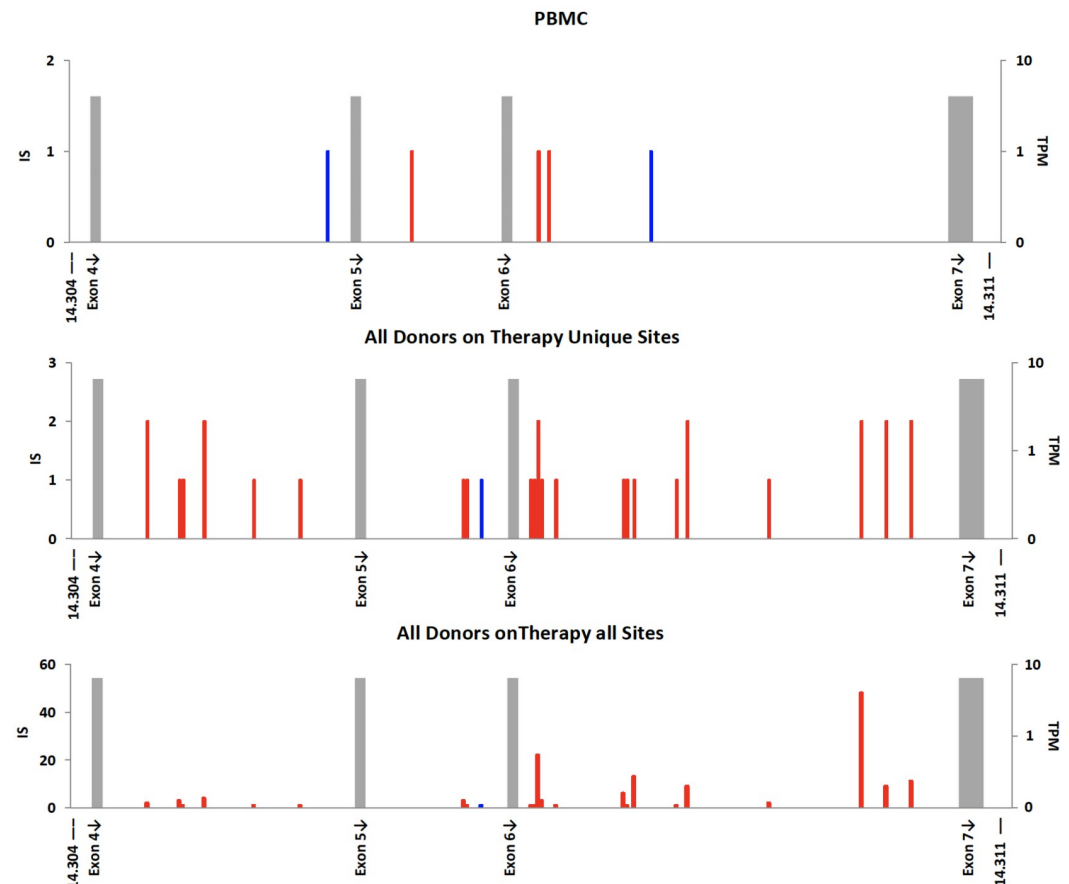 PBMC
2
1
0
IS
10
1
0
TPM
14.304
Exon 4↓
Exon 5↓
Exon 6↓
Exon 7↓
14.311
All Donors on Therapy Unique Sites
3
2
1
0
IS
10
1
0
TPM
14.304
Exon 4↓
Exon 5↓
Exon 6↓
Exon 7↓
14.311
All Donors onTherapy all Sites
60
40
20
0
IS
10
1
0
TPM
14.304
Exon 4↓
Exon 5↓
Exon 6↓
Exon 7↓
14.311